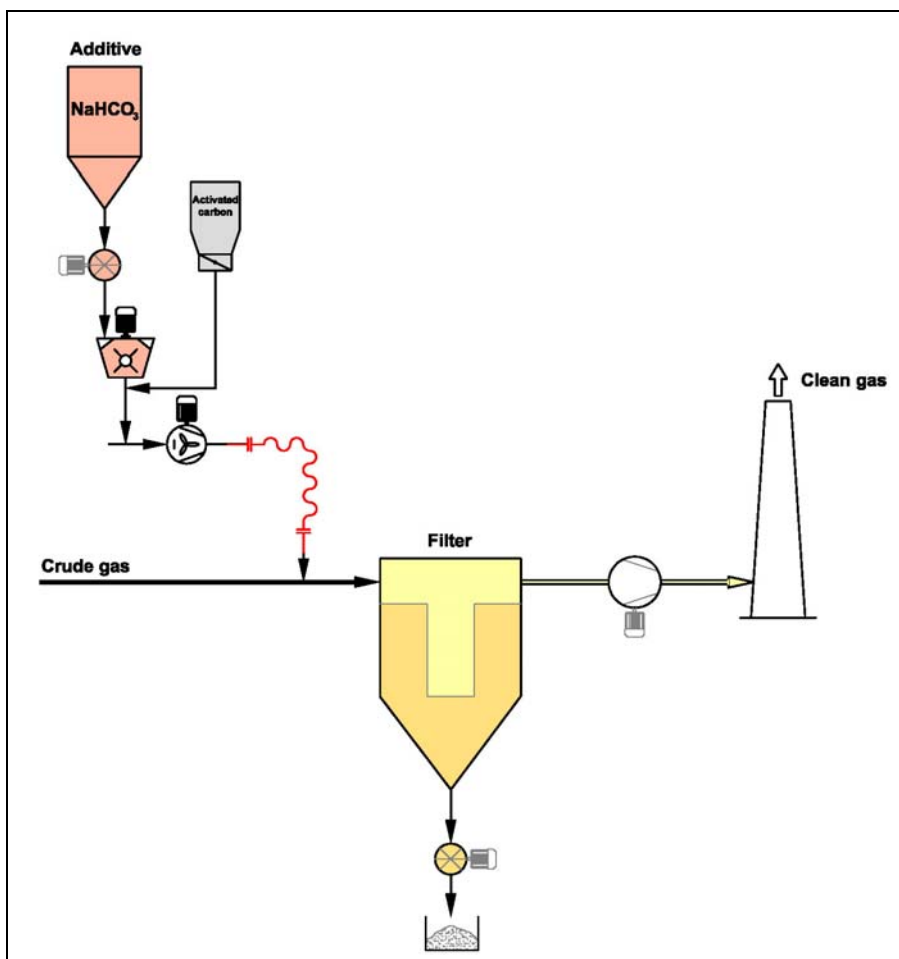 Additive
NaHCO₃
Activated
carbon
Clean gas
Filter
Crude gas